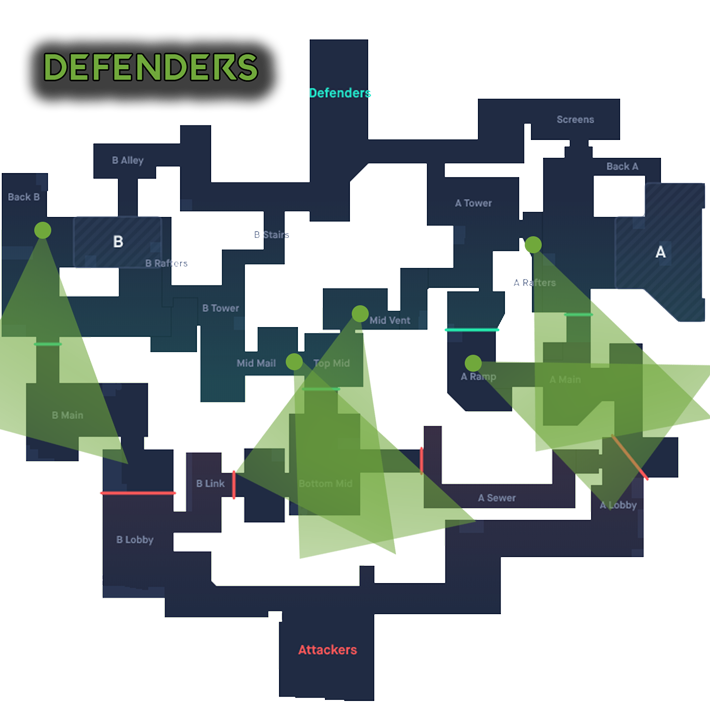 DEFENDERS
Defenders
Screens
B Alley
Back A
Back B
A Tower
B Stairs
B
A
B Rafters
A Rafters
B Tower
Mid Vent
Mid Mail
Top Mid
A Ramp
A Main
B Main
B Link
Bottom Mid
A Sewer
A Lobby
B Lobby
Attackers